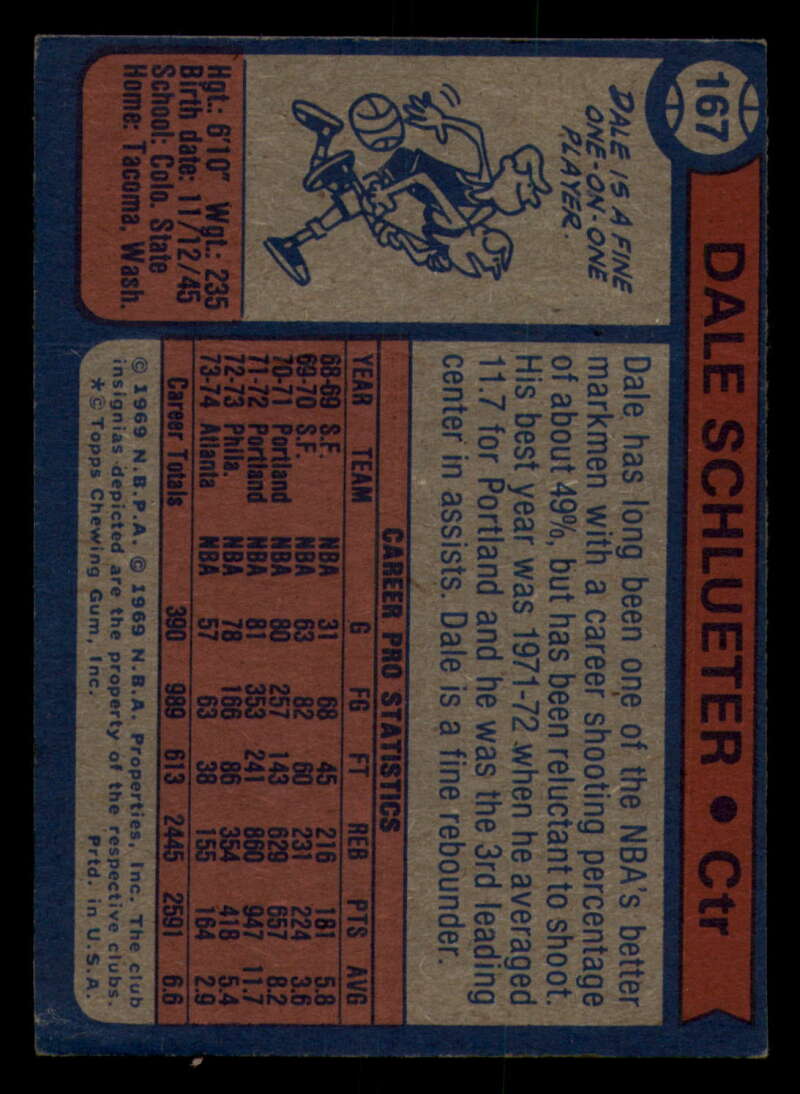 167
DALE SCHLUETER • Ctr
DALE IS A FINE
ONE-ON-ONE
PLAYER.
Hgt.: 6'10" Wgt.: 235
Birth date: 11/12/45
School: Colo. State
Home: Tacoma, Wash.
Dale has long been one of the NBA's better
markmen with a career shooting percentage
of about 49%, but has been reluctant to shoot.
His best year was 1971-72 when he averaged
11.7 for Portland and he was the 3rd leading
center in assists. Dale is a fine rebounder.
CAREER PRO STATISTICS
YEAR TEAM G FG FT REB PTS AVG
68-69 S.F. NBA 31 68 45 216 181 5.8
69-70 S.F. NBA 63 82 60 231 224 3.6
70-71 Portland NBA 80 257 143 629 657 8.2
71-72 Portland NBA 81 353 241 860 947 11.7
72-73 Phila. NBA 78 166 86 354 418 5.4
73-74 Atlanta NBA 57 63 38 155 164 2.9
Career Totals 390 989 613 2445 2591 6.6
© 1969 N.B.P.A. © 1969 N.B.A. Properties, Inc. The club
insignias depicted are the property of the respective clubs.
*© Topps Chewing Gum, Inc. Prtd. in U.S.A.